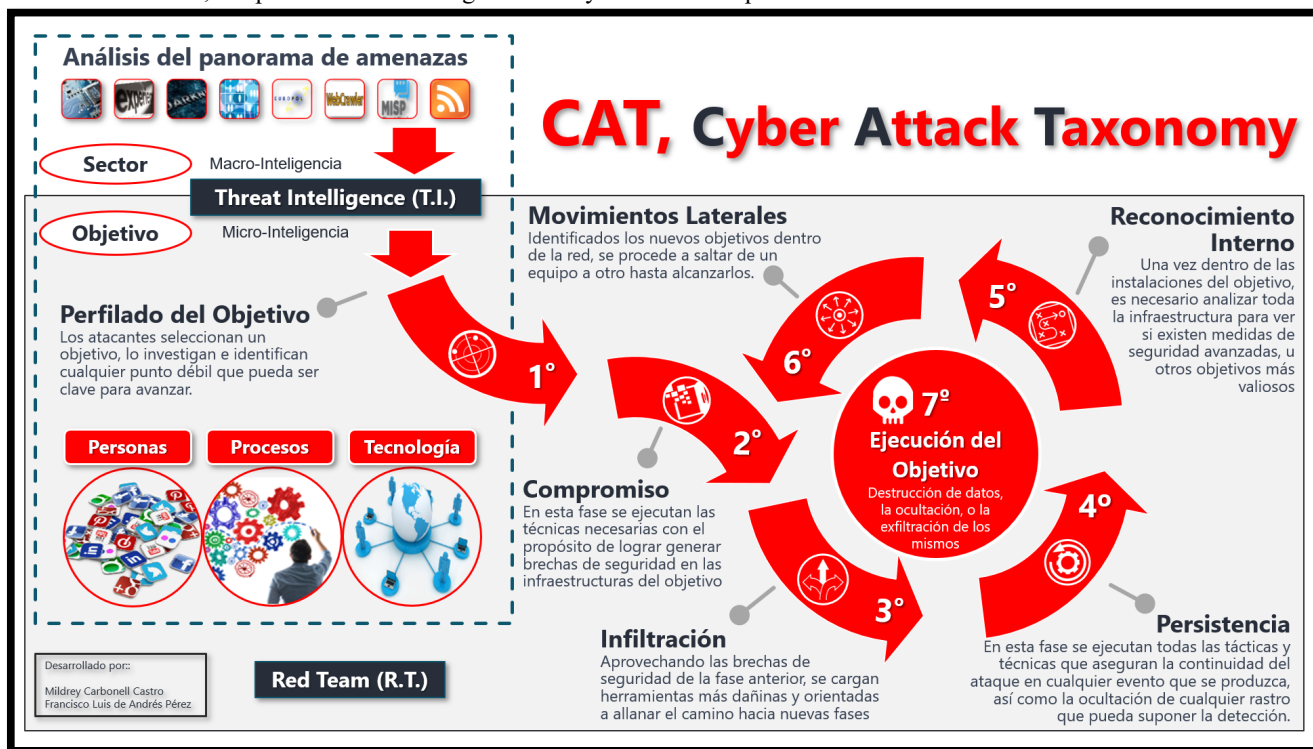 Análisis del panorama de amenazas
experien
DARKN
EUROPOL
WebCrawler
MISP
CAT, Cyber Attack Taxonomy
Sector
Macro-Inteligencia
Threat Intelligence (T.I.)
Objetivo
Micro-Inteligencia
Perfilado del Objetivo
Los atacantes seleccionan un
objetivo, lo investigan e identifican
cualquier punto débil que pueda ser
clave para avanzar.
1º
Personas
Procesos
Tecnología
2º
Compromiso
En esta fase se ejecutan las
técnicas necesarias con el
propósito de lograr generar
brechas de seguridad en las
infraestructuras del objetivo
3º
Infiltración
Aprovechando las brechas de
seguridad de la fase anterior, se cargan
herramientas más dañinas y orientadas
a allanar el camino hacia nuevas fases
4º
Persistencia
En esta fase se ejecutan todas las tácticas y
técnicas que aseguran la continuidad del
ataque en cualquier evento que se produzca,
así como la ocultación de cualquier rastro
que pueda suponer la detección.
5º
Reconocimiento
Interno
Una vez dentro de las
instalaciones del objetivo,
es necesario analizar toda
la infraestructura para ver
si existen medidas de
seguridad avanzadas, u
otros objetivos más
valiosos
6º
Movimientos Laterales
Identificados los nuevos objetivos dentro
de la red, se procede a saltar de un
equipo a otro hasta alcanzarlos.
7º
Ejecución del
Objetivo
Destrucción de datos,
la ocultación, o la
exfiltración de los
mismos
Desarrollado por::
Mildrey Carbonell Castro
Francisco Luis de Andrés Pérez
Red Team (R.T.)